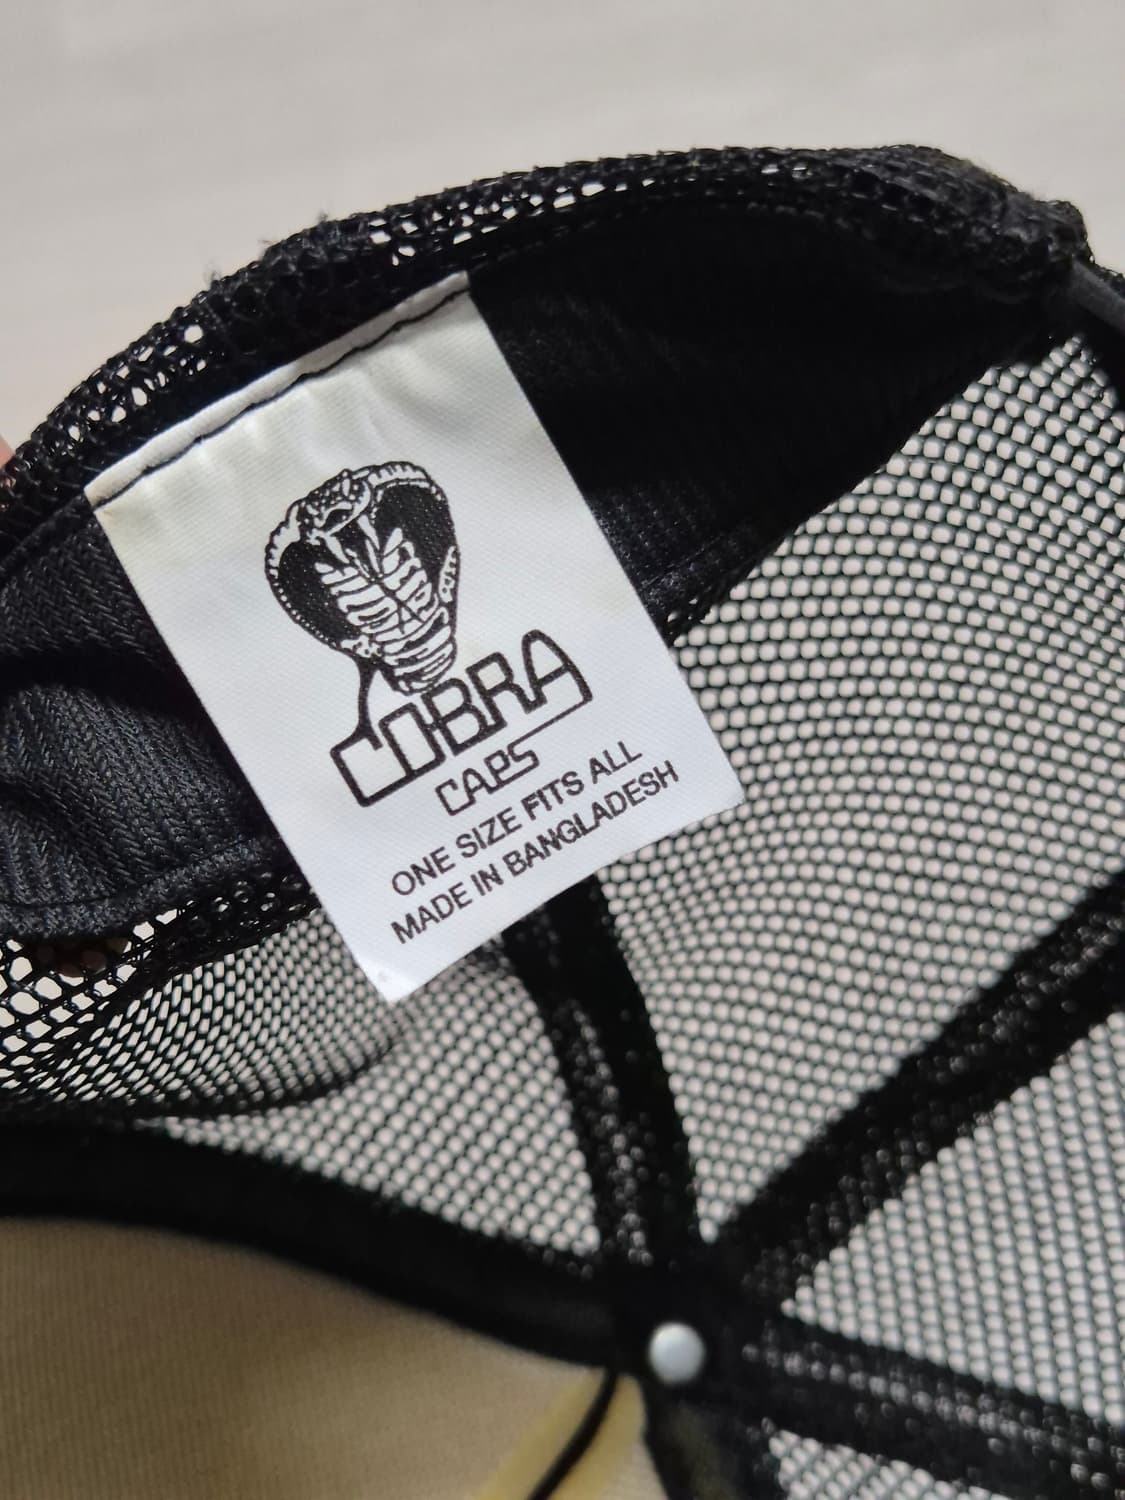 COBRA
CAPS
ONE SIZE FITS ALL
MADE IN BANGLADESH